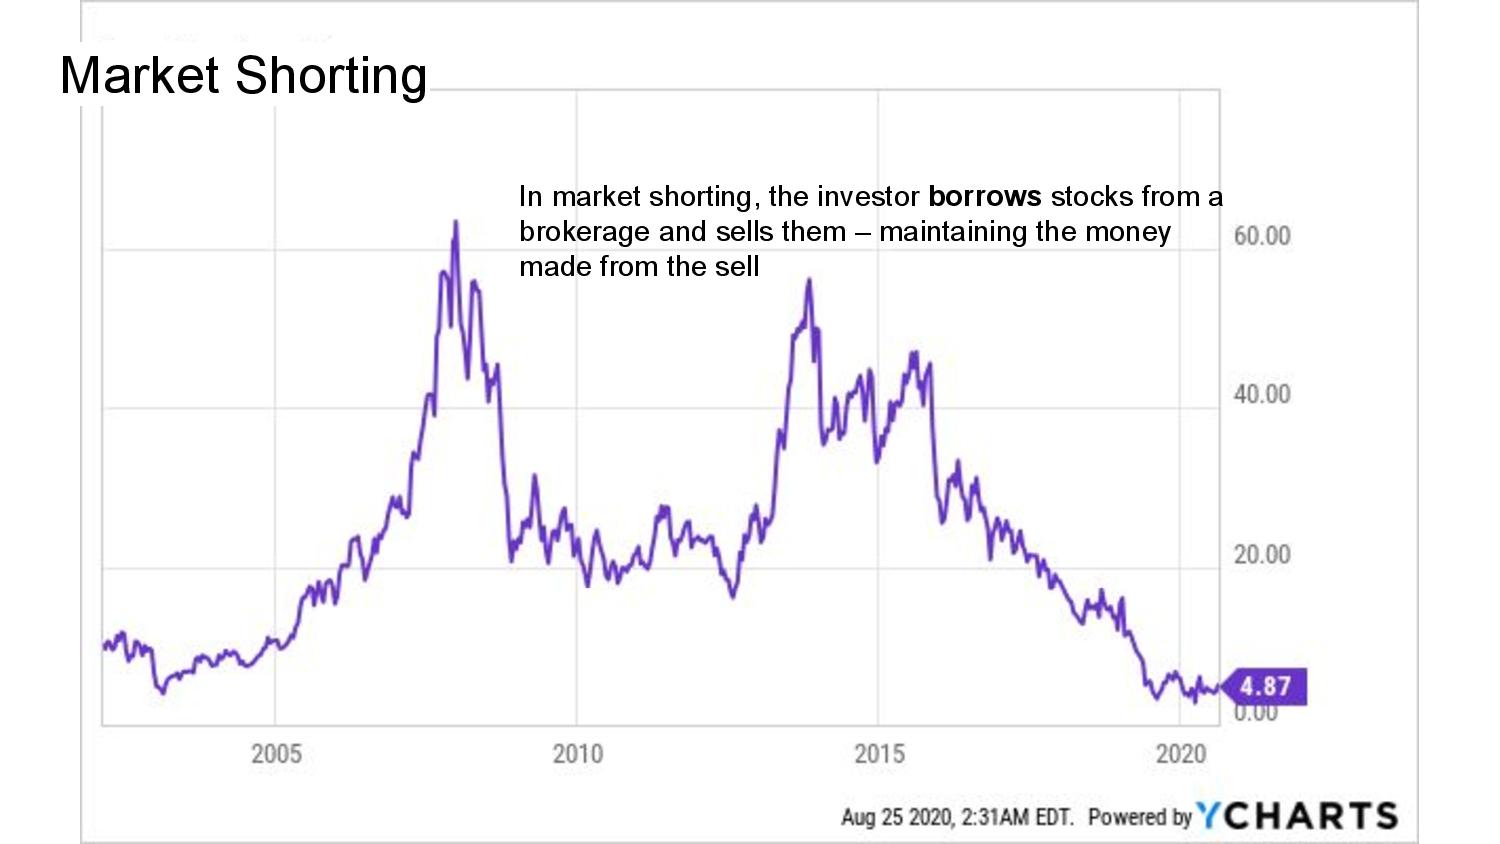 Market Shorting
In market shorting, the investor borrows stocks from a
brokerage and sells them – maintaining the money
made from the sell
60.00
40.00
20.00
4.87
0.00
2005 2010 2015 2020
Aug 25 2020, 2:31AM EDT. Powered by YCHARTS